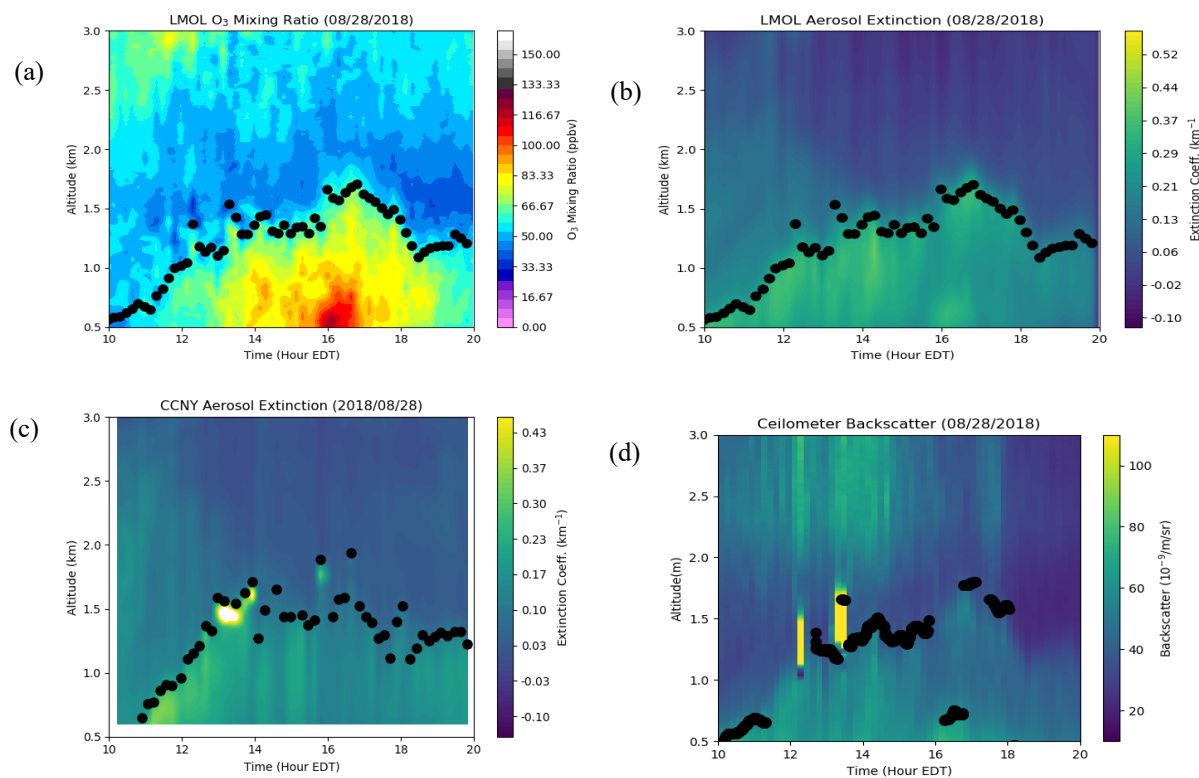 (a)
LMOL O₃ Mixing Ratio (08/28/2018)
3.0
2.5
2.0
1.5
1.0
0.5
Altitude (km)
10 12 14 16 18 20
Time (Hour EDT)
150.00
133.33
116.67
100.00
83.33
66.67
50.00
33.33
16.67
0.00
O₃ Mixing Ratio (ppbv)
(b)
LMOL Aerosol Extinction (08/28/2018)
3.0
2.5
2.0
1.5
1.0
0.5
Altitude (km)
10 12 14 16 18 20
Time (Hour EDT)
0.52
0.44
0.37
0.29
0.21
0.13
0.06
-0.02
-0.10
Extinction Coeff. (km⁻¹
(c)
CCNY Aerosol Extinction (2018/08/28)
3.0
2.5
2.0
1.5
1.0
0.5
Altitude (km)
10 12 14 16 18 20
Time (Hour EDT)
0.43
0.37
0.30
0.23
0.17
0.10
0.03
-0.03
-0.10
Extinction Coeff. (km⁻¹)
(d)
Ceilometer Backscatter (08/28/2018)
3.0
2.5
2.0
1.5
1.0
0.5
Altitude(m)
10 12 14 16 18 20
Time (Hour EDT)
100
80
60
40
20
Backscatter (10⁻⁹/m/sr)